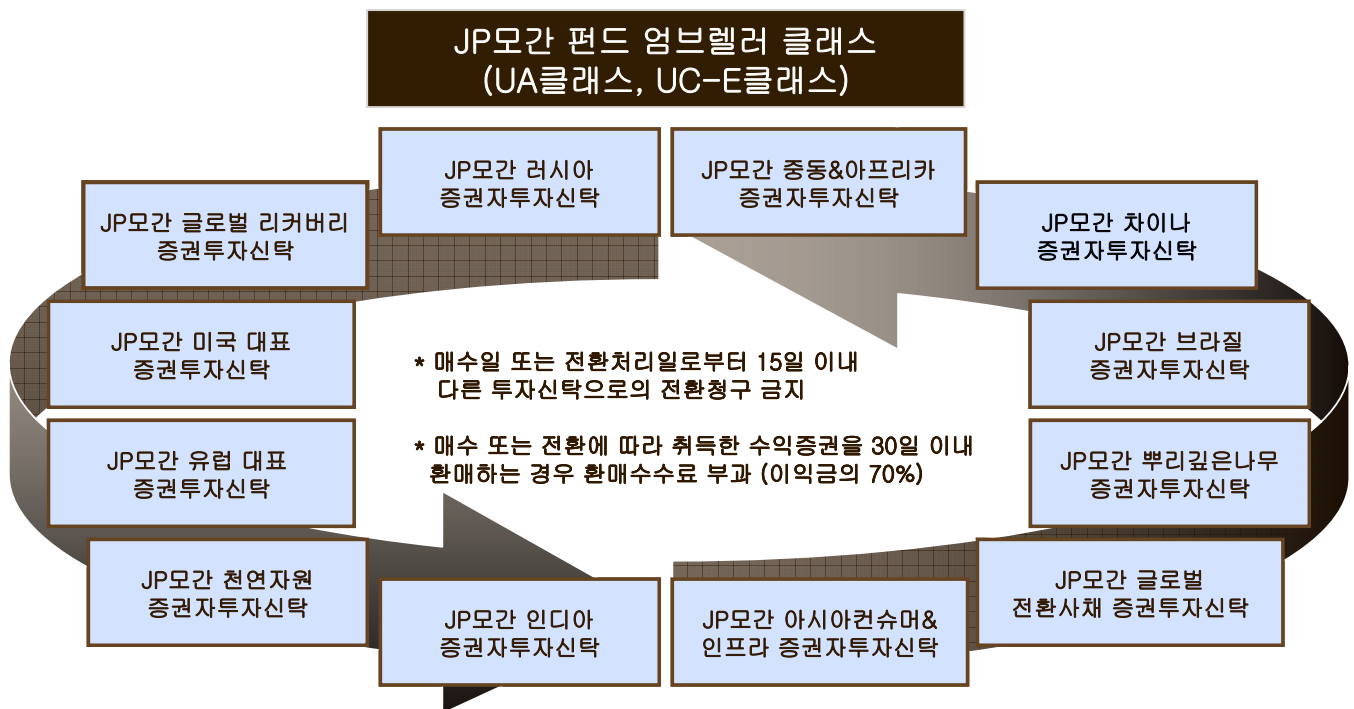 JP모간 펀드 엄브렐러 클래스
(UA클래스, UC-E클래스)
JP모간 러시아
증권자투자신탁
JP모간 중동&아프리카
증권자투자신탁
JP모간 글로벌 리커버리
증권투자신탁
JP모간 차이나
증권자투자신탁
JP모간 미국 대표
증권자투자신탁
JP모간 브라질
증권자투자신탁
* 매수일 또는 전환처리일로부터 15일 이내
다른 투자신탁으로의 전환청구 금지
* 매수 또는 전환에 따라 취득한 수익증권을 30일 이내
환매하는 경우 환매수수료 부과 (이익금의 70%)
JP모간 유럽 대표
증권자투자신탁
JP모간 뿌리깊은나무
증권자투자신탁
JP모간 천연자원
증권자투자신탁
JP모간 인디아
증권자투자신탁
JP모간 아시아컨슈머&
인프라 증권자투자신탁
JP모간 글로벌
전환사채 증권투자신탁